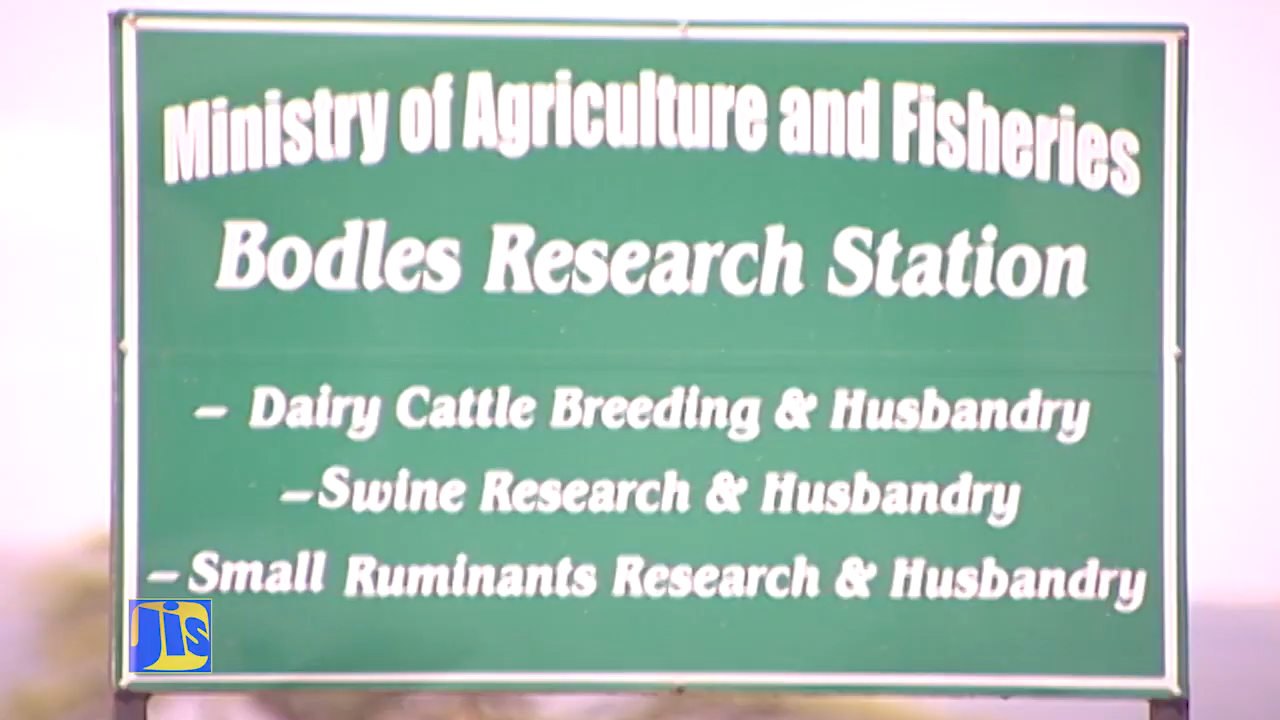 Ministry of Agriculture and Fisheries
Bodles Research Station
– Dairy Cattle Breeding & Husbandry
–Swine Research & Husbandry
– Small Ruminants Research & Husbandry
Jis